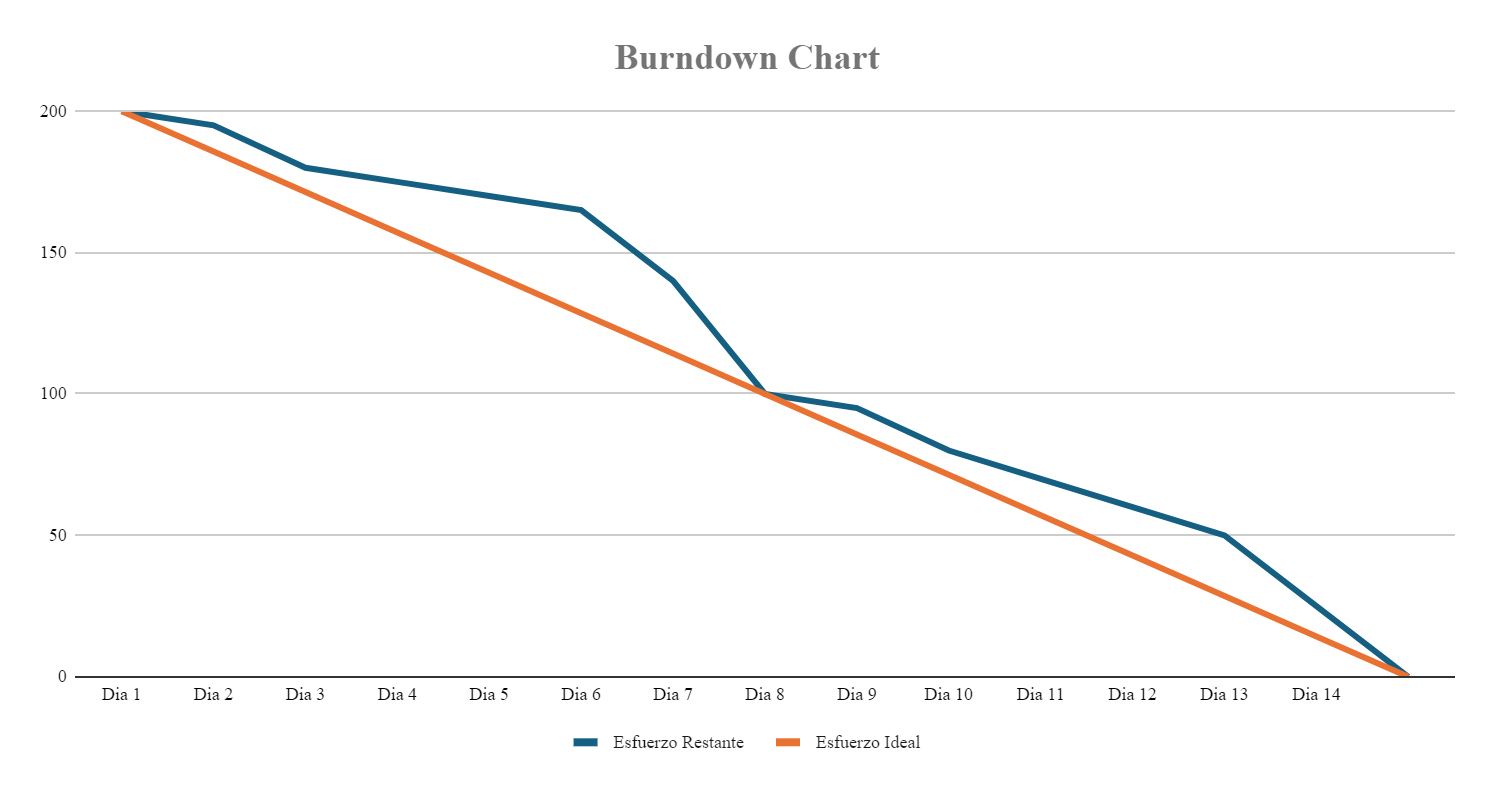 Burndown Chart
200
150
100
50
0
Dia 1 Dia 2 Dia 3 Dia 4 Dia 5 Dia 6 Dia 7 Dia 8 Dia 9 Dia 10 Dia 11 Dia 12 Dia 13 Dia 14
Esfuerzo Restante Esfuerzo Ideal